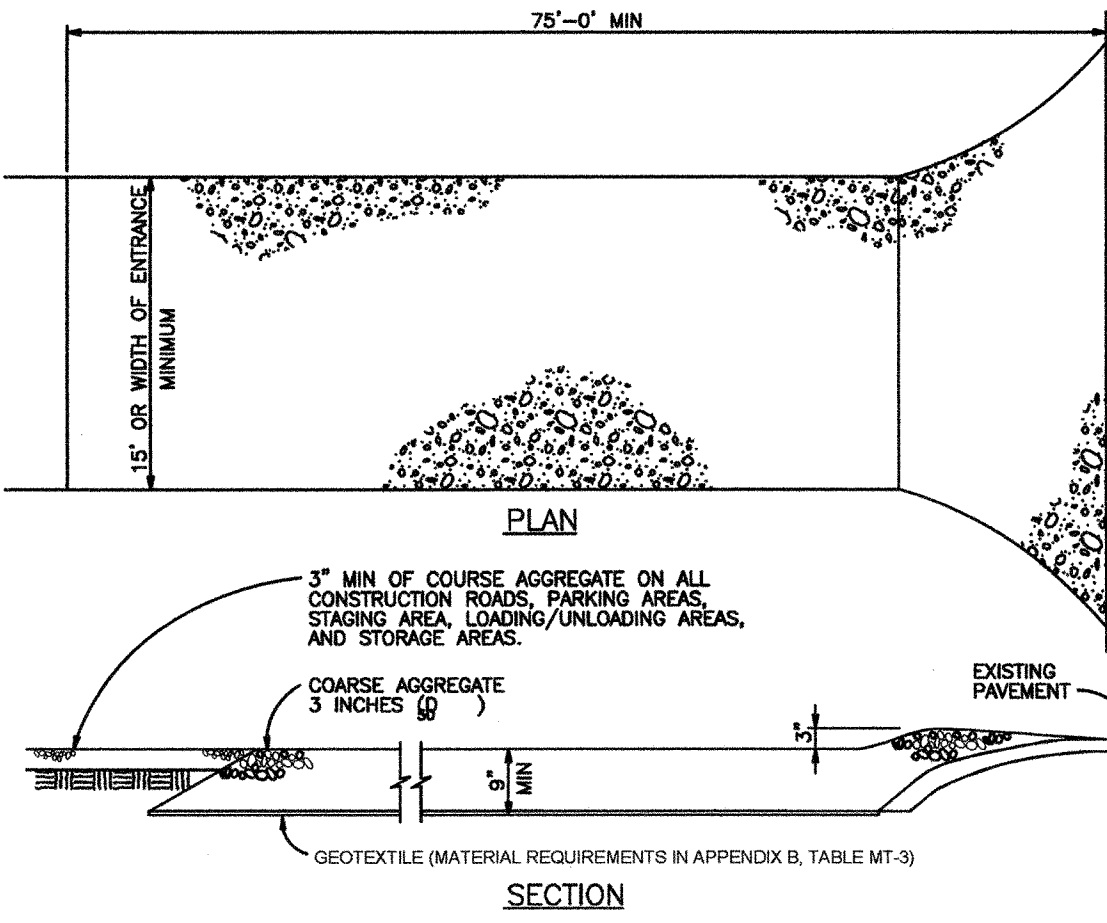 75'-0" MIN
15' OR WIDTH OF ENTRANCE
MINIMUM
PLAN
3" MIN OF COURSE AGGREGATE ON ALL
CONSTRUCTION ROADS, PARKING AREAS,
STAGING AREA, LOADING/UNLOADING AREAS,
AND STORAGE AREAS.
COARSE AGGREGATE
3 INCHES (D50)
EXISTING
PAVEMENT
3"
9"
MIN
GEOTEXTILE (MATERIAL REQUIREMENTS IN APPENDIX B, TABLE MT-3)
SECTION